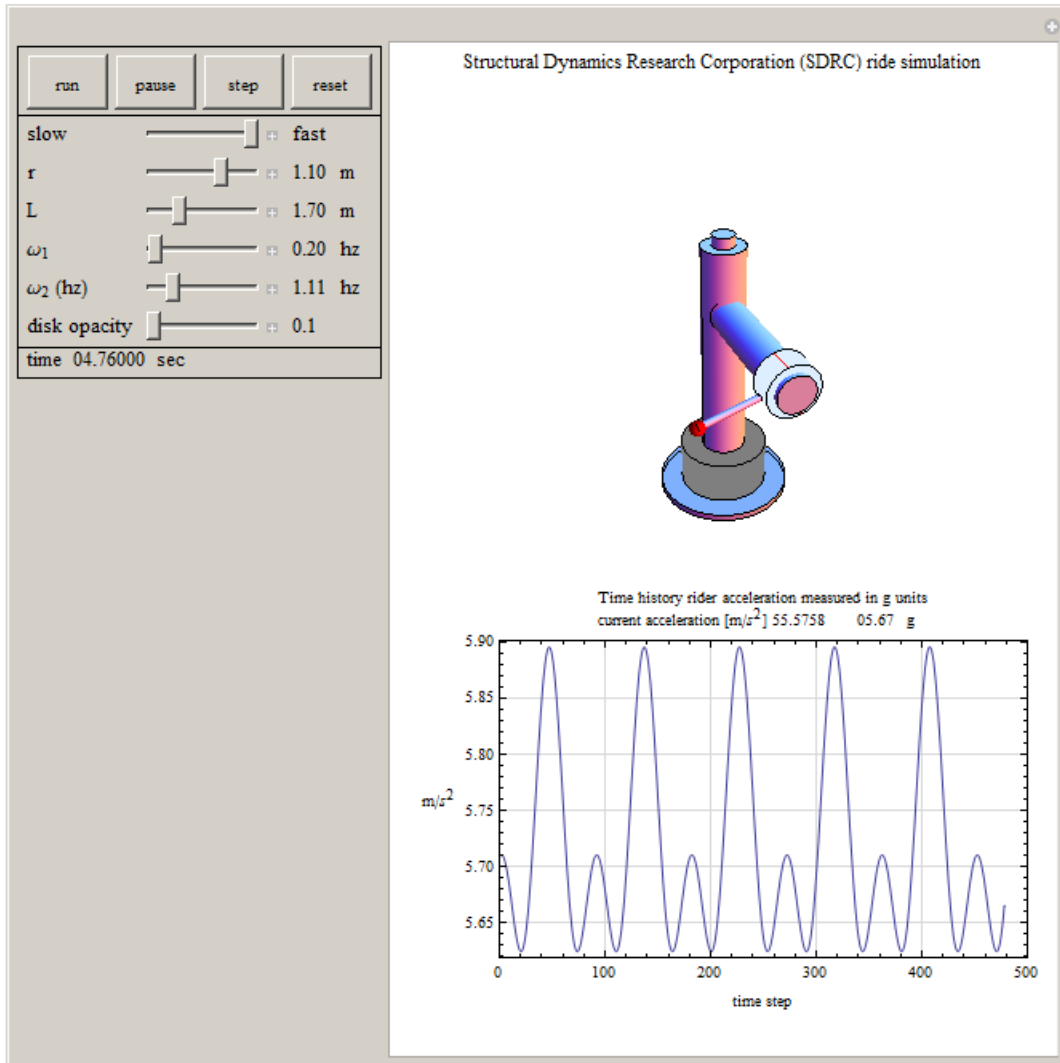 run pause step reset
slow fast
r 1.10 m
L 1.70 m
ω₁ 0.20 hz
ω₂ (hz) 1.11 hz
disk opacity 0.1
time 04.76000 sec
Structural Dynamics Research Corporation (SDRC) ride simulation
Time history rider acceleration measured in g units
current acceleration [m/s²] 55.5758 05.67 g
5.90
5.85
5.80
m/s²
5.75
5.70
5.65
0 100 200 300 400 500
time step